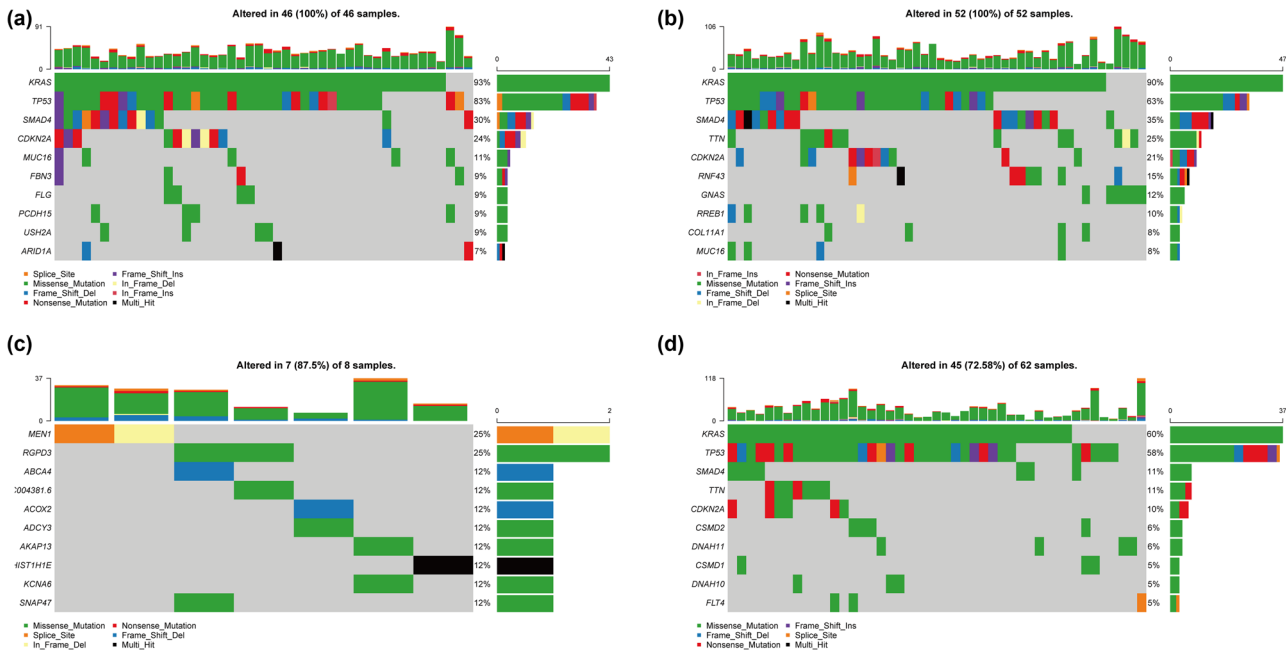 (a)
Altered in 46 (100%) of 46 samples.
91
0
43
0
KRAS 93%
TP53 83%
SMAD4 30%
CDKN2A 24%
MUC16 11%
FBN3 9%
FLG 9%
PCDH15 9%
USH2A 9%
ARID1A 7%
Splice_Site Frame_Shift_Ins
Missense_Mutation In_Frame_Del
Frame_Shift_Del In_Frame_Ins
Nonsense_Mutation Multi_Hit
(b)
Altered in 52 (100%) of 52 samples.
106
0
47
0
KRAS 90%
TP53 63%
SMAD4 35%
TTN 25%
CDKN2A 21%
RNF43 15%
GNAS 12%
RREB1 10%
COL11A1 8%
MUC16 8%
In_Frame_Ins Nonsense_Mutation
Missense_Mutation Frame_Shift_Ins
Frame_Shift_Del Splice_Site
In_Frame_Del Multi_Hit
(c)
Altered in 7 (87.5%) of 8 samples.
37
0
0
2
MEN1 25%
RGPD3 25%
ABCA4 12%
C004381.6 12%
ACOX2 12%
ADCY3 12%
AKAP13 12%
HIST1H1E 12%
KCNA6 12%
SNAP47 12%
Missense_Mutation Nonsense_Mutation
Splice_Site Frame_Shift_Del
In_Frame_Del Multi_Hit
(d)
Altered in 45 (72.58%) of 62 samples.
118
0
0
37
KRAS 60%
TP53 58%
SMAD4 11%
TTN 11%
CDKN2A 10%
CSMD2 6%
DNAH11 6%
CSMD1 5%
DNAH10 5%
FLT4 5%
Missense_Mutation Frame_Shift_Ins
Frame_Shift_Del Splice_Site
Nonsense_Mutation Multi_Hit